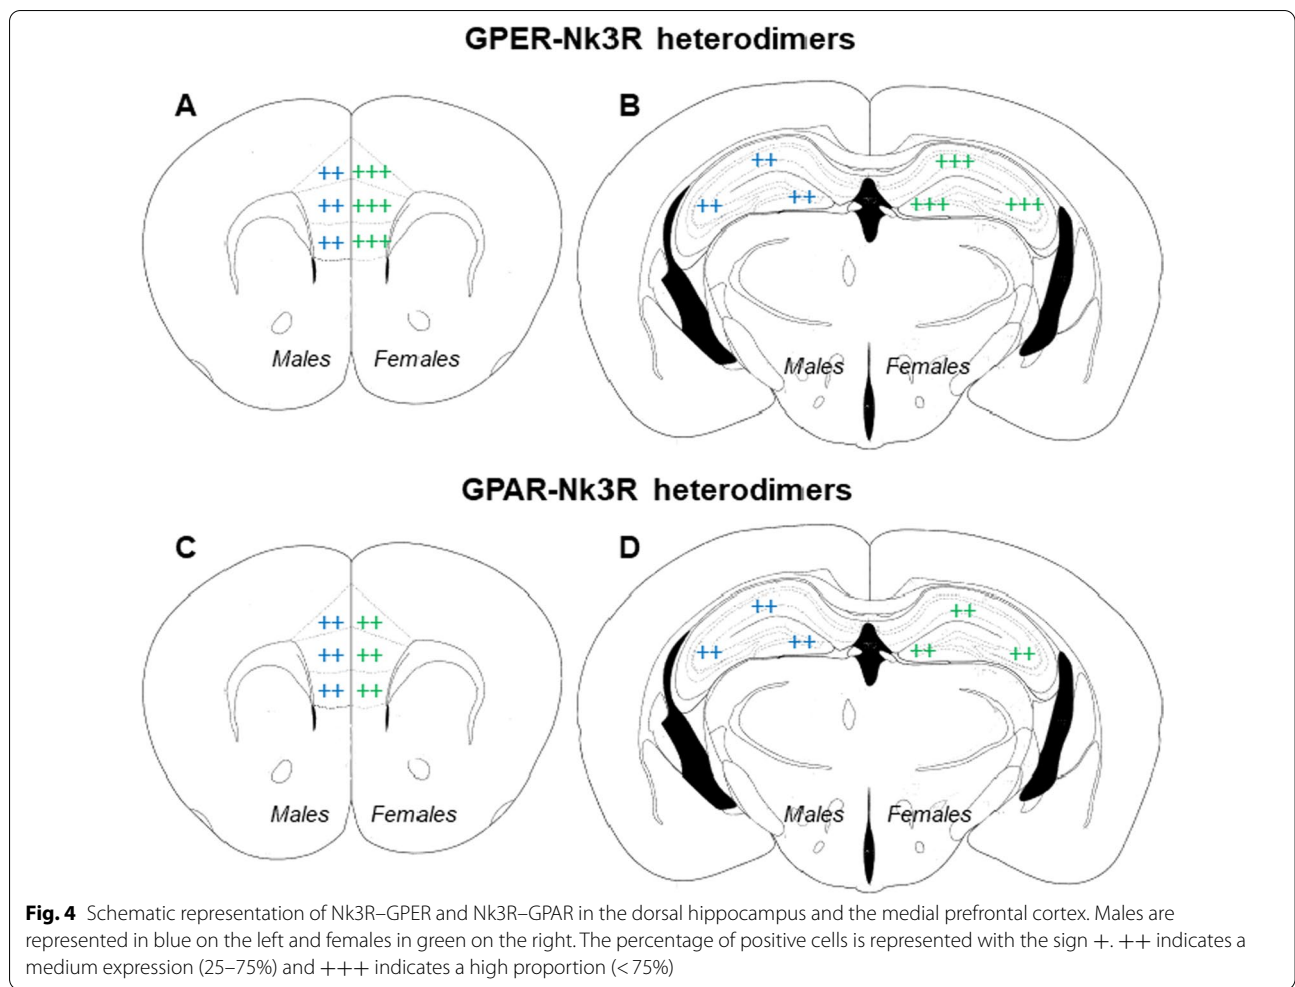 GPER-Nk3R heterodimers
A
B
++ +++
++ +++
++ +++
++ +++
++ ++ +++ +++
Males Females
Males Females
GPAR-Nk3R heterodimers
C
D
++ ++
++ ++
++ ++
++ ++
++ ++ ++ ++
Males Females
Males Females
Fig. 4 Schematic representation of Nk3R–GPER and Nk3R–GPAR in the dorsal hippocampus and the medial prefrontal cortex. Males are
represented in blue on the left and females in green on the right. The percentage of positive cells is represented with the sign +. ++ indicates a
medium expression (25–75%) and +++ indicates a high proportion (< 75%)